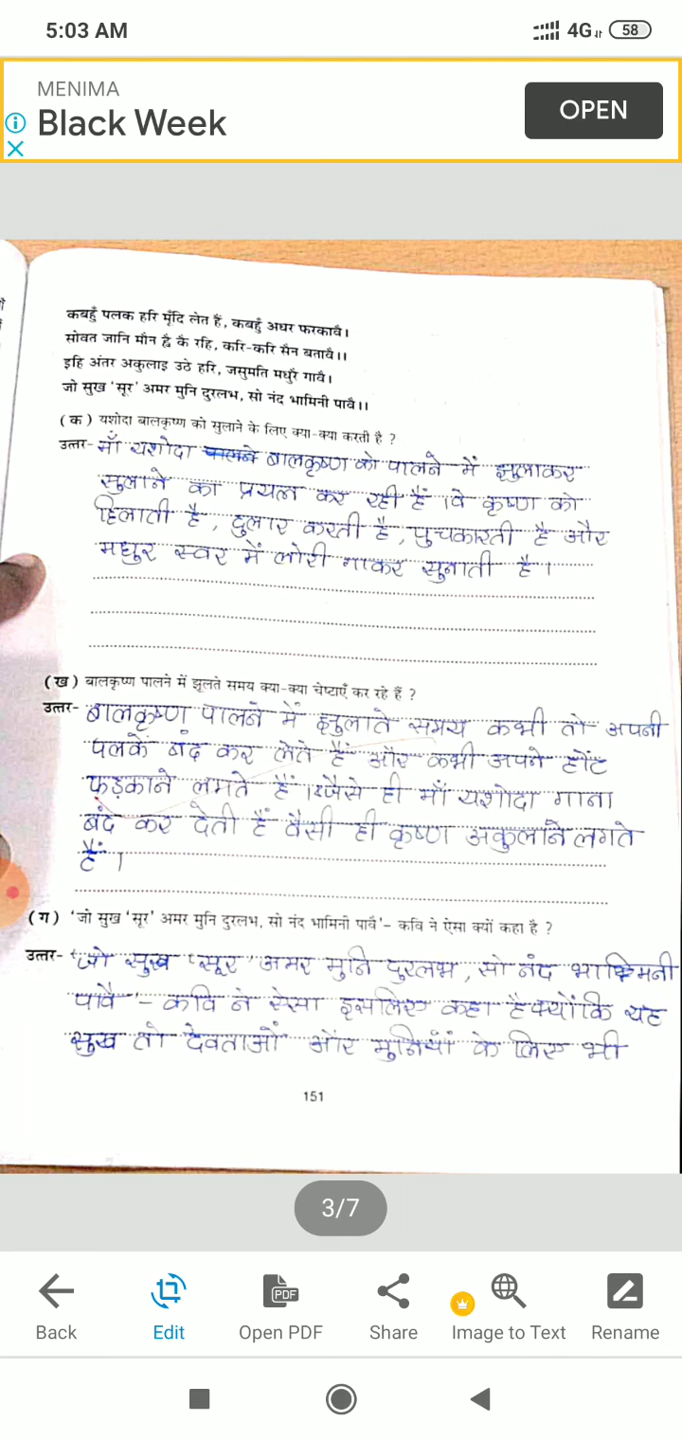 5:03 AM
4G 58
MENIMA
Black Week
OPEN
कबहुँ पलक हरि मूँदि लेत हैं, कबहुँ अधर फरकावै।
सोवत जानि मौन ह्वै कै रहि, करि-करि सैन बतावै।।
इहि अंतर अकुलाइ उठे हरि, जसुमति मधुरै गावै।
जो सुख 'सूर' अमर मुनि दुरलभ, सो नंद भामिनी पावै।।
(क) यशोदा बालकृष्ण को सुलाने के लिए क्या-क्या करती है ?
उत्तर- माँ यशोदा बालकृष्ण को पालने में झुलाकर
सुलाने का प्रयत्न कर रही हैं ।वे कृष्ण को
हिलाती है, दुलार करती है, पुचकारती है और
मधुर स्वर में लोरी गाकर सुनाती है।
(ख) बालकृष्ण पालने में झूलते समय क्या-क्या चेष्टाएँ कर रहे हैं ?
उत्तर- बालकृष्ण पालने में झुलाते समय कभी तो अपनी
पलके बंद कर लेते हैं और कभी अपने होंट
फड़काने लगते हैं। जैसे ही माँ यशोदा गाना
बंदे कर देती हैं वैसी ही कृष्ण अकुलाने लगते
हैं।
(ग) 'जो सुख 'सूर' अमर मुनि दुरलभ, सो नंद भामिनी पावै'- कवि ने ऐसा क्यों कहा है ?
उत्तर- 'जो सुख 'सूर' अमर मुनि दुरलभ, सो नंद भामिनी
पावै'- कवि ने ऐसा इसलिए कहा है क्योंकि यह
सुख तो देवताओं और मुनियों के लिए भी
151
3/7
Back
Edit
PDF
Open PDF
Share
Image to Text
Rename